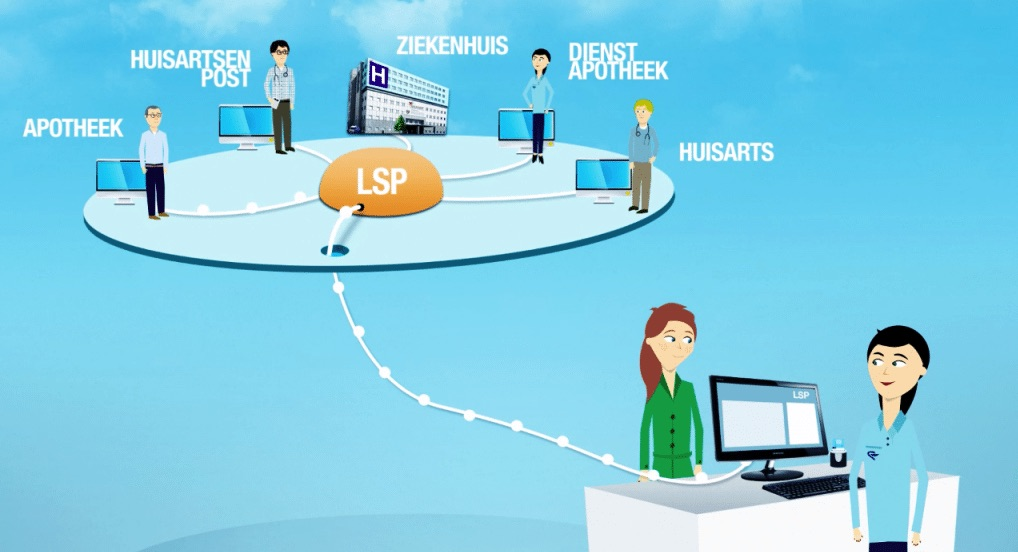 HUISARTSEN
POST
ZIEKENHUIS
DIENST
APOTHEEK
H
APOTHEEK
HUISARTS
LSP
LSP